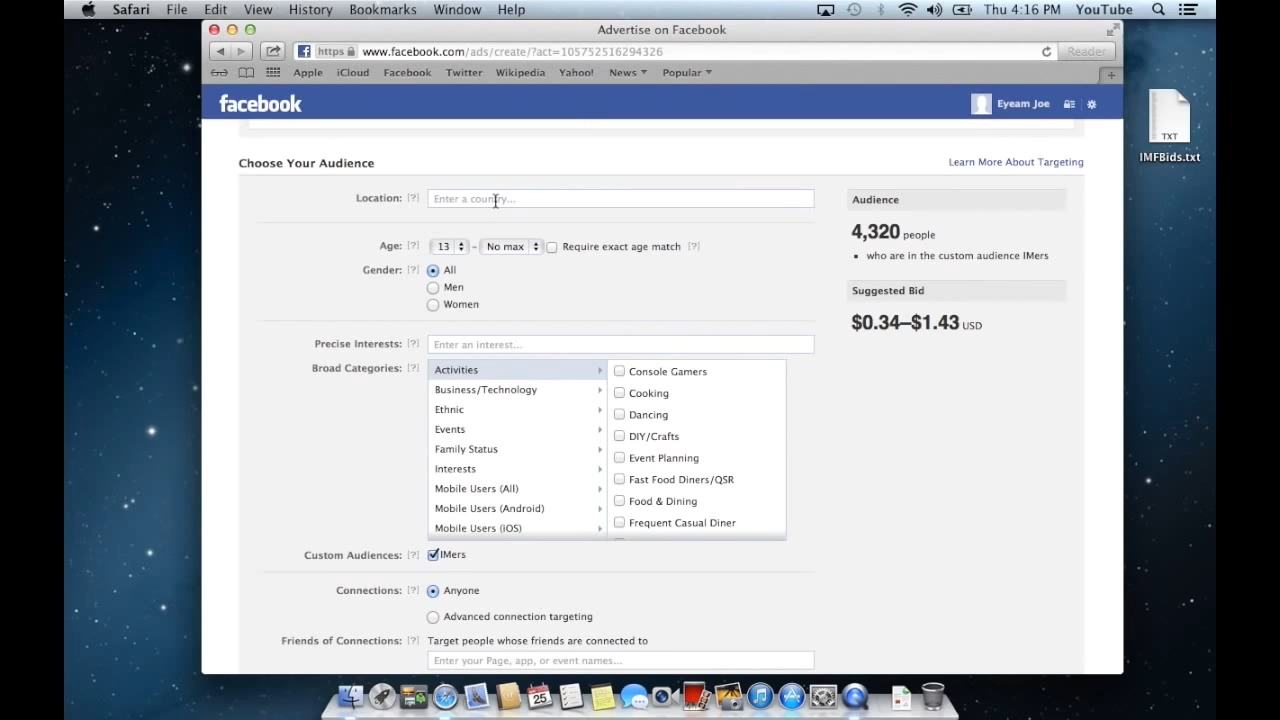 Safari File Edit View History Bookmarks Window Help Thu 4:16 PM YouTube
Advertise on Facebook
https www.facebook.com/ads/create/?act=105752516294326 Reader
Apple iCloud Facebook Twitter Wikipedia Yahoo! News Popular
facebook Eyeam Joe
TXT
IMFBids.txt
Choose Your Audience Learn More About Targeting
Location: [?] Enter a country... Audience
4,320 people
Age: [?] 13 – No max Require exact age match [?]
who are in the custom audience IMers
Gender: [?] All
Men
Women
Suggested Bid
$0.34–$1.43 USD
Precise Interests: [?] Enter an interest...
Broad Categories: [?] Activities Console Gamers
Business/Technology Cooking
Ethnic Dancing
Events DIY/Crafts
Family Status Event Planning
Interests Fast Food Diners/QSR
Mobile Users (All) Food & Dining
Mobile Users (Android) Frequent Casual Diner
Mobile Users (iOS)
Custom Audiences: [?] IMers
Connections: [?] Anyone
Advanced connection targeting
Friends of Connections: [?] Target people whose friends are connected to
Enter your Page, app, or event names...
25